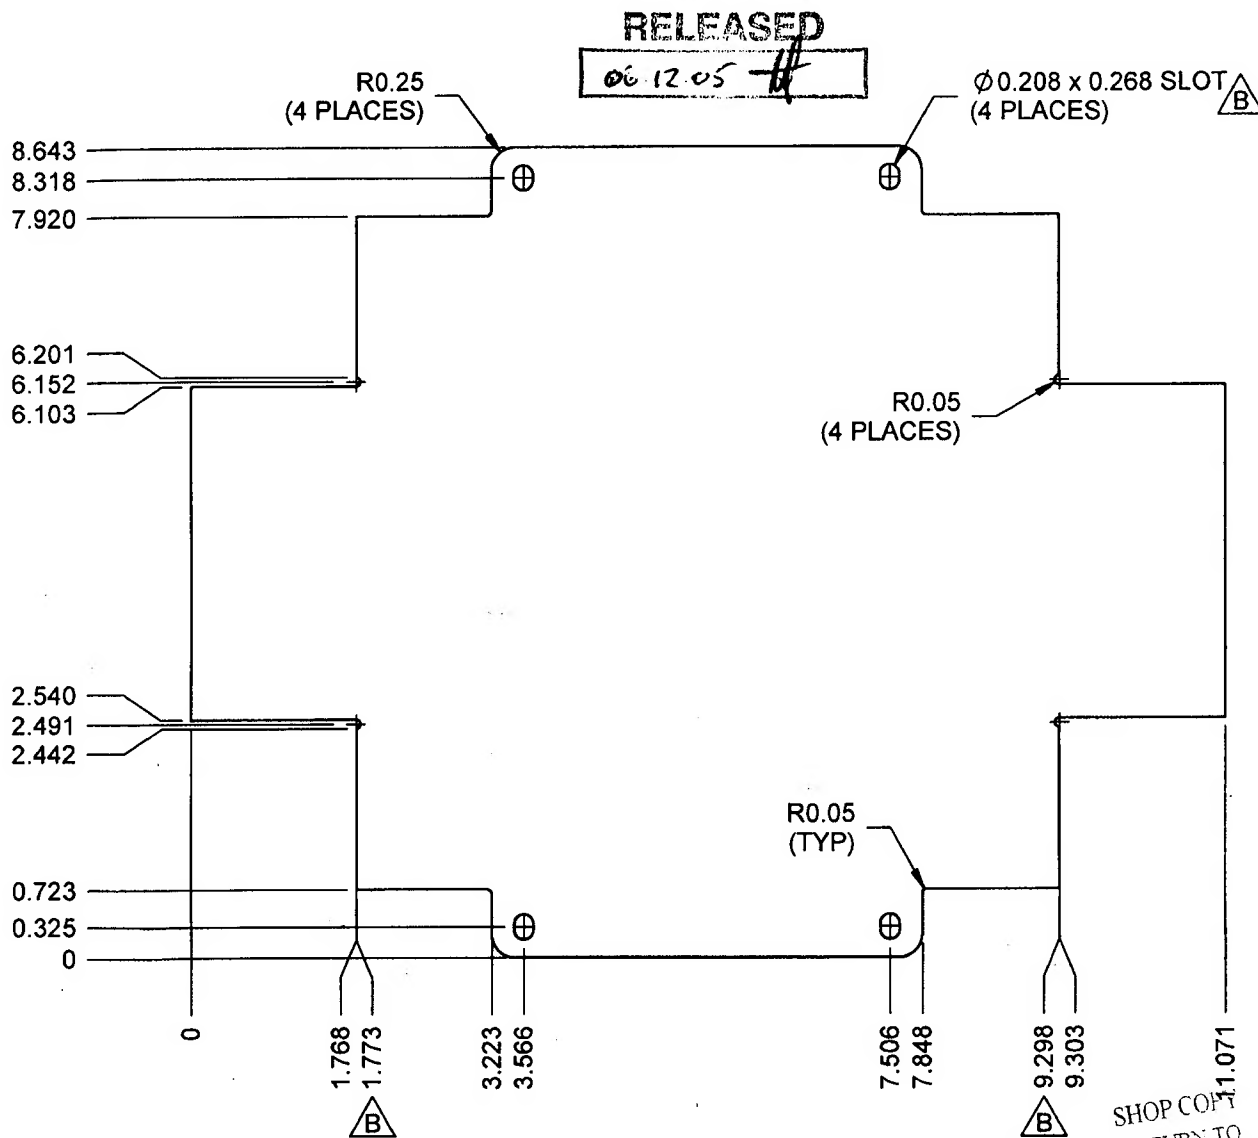 RELEASED
06.12.05
R0.25
(4 PLACES)
Ø 0.208 x 0.268 SLOT
(4 PLACES)
B
8.643
8.318
7.920
6.201
6.152
6.103
R0.05
(4 PLACES)
2.540
2.491
2.442
R0.05
(TYP)
0.723
0.325
0
0
1.768
1.773
3.223
3.566
7.506
7.848
9.298
9.303
11.071
B
B
SHOP COPY
TO